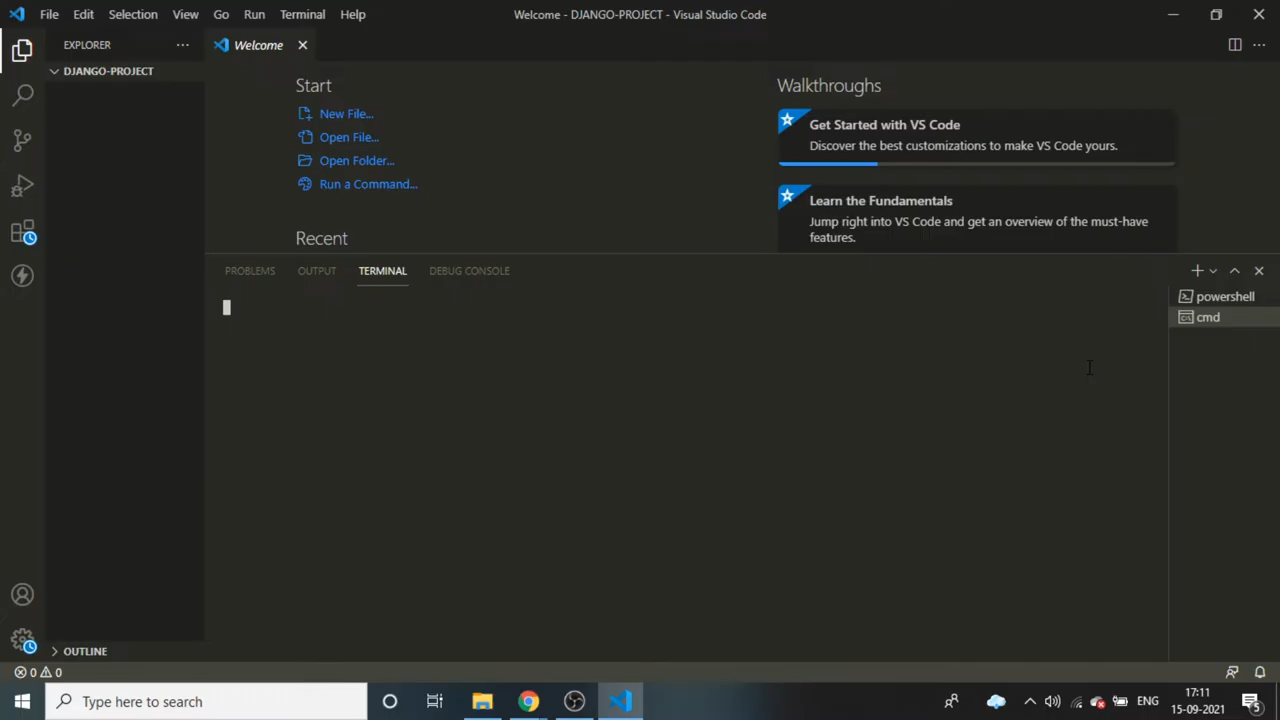 File Edit Selection View Go Run Terminal Help
Welcome - DJANGO-PROJECT - Visual Studio Code
EXPLORER
Welcome
DJANGO-PROJECT
Start
New File...
Open File...
Open Folder...
Run a Command...
Recent
Walkthroughs
Get Started with VS Code
Discover the best customizations to make VS Code yours.
Learn the Fundamentals
Jump right into VS Code and get an overview of the must-have
features.
PROBLEMS OUTPUT TERMINAL DEBUG CONSOLE
powershell
cmd
OUTLINE
0 0
Type here to search
ENG
17:11
15-09-2021
5